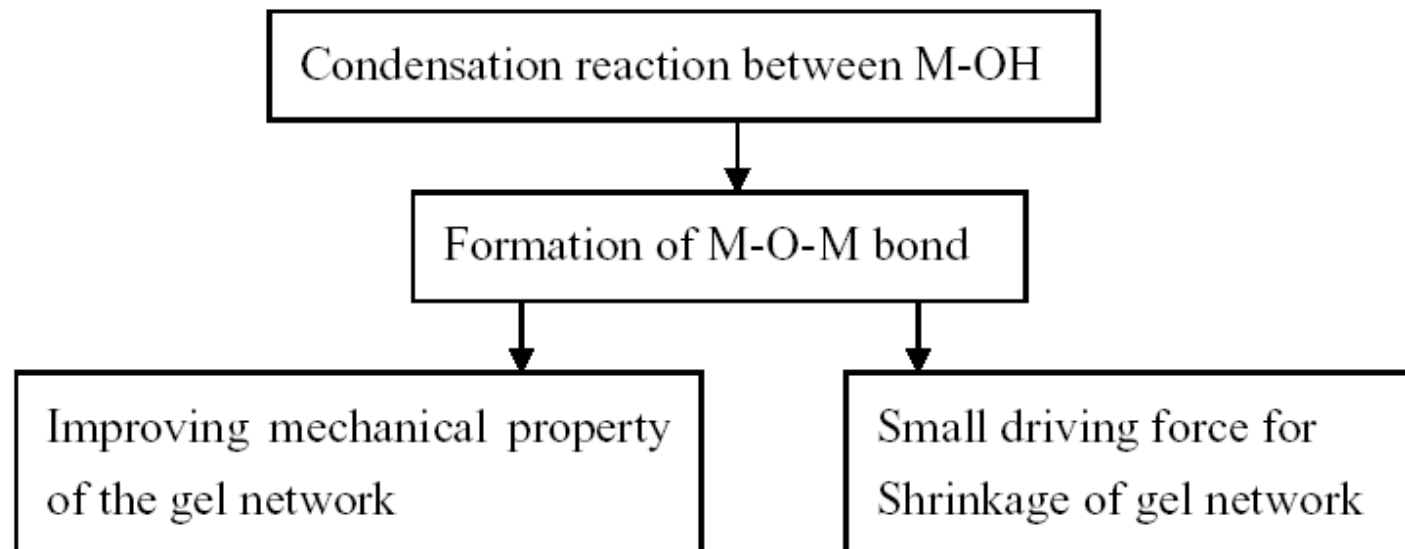 Condensation reaction between M-OH
Formation of M-O-M bond
Improving mechanical property
of the gel network
Small driving force for
Shrinkage of gel network